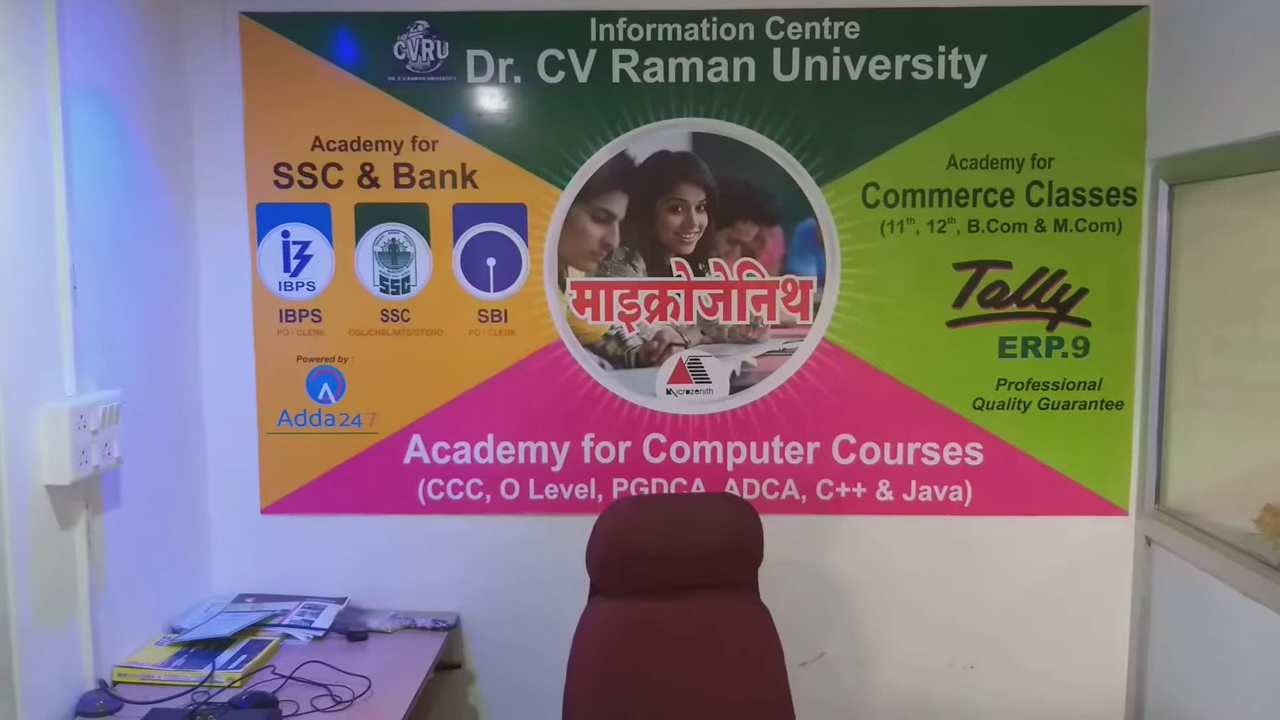 Information Centre
Dr. CV Raman University
CVRU
DR. C.V. RAMAN UNIVERSITY
Academy for
SSC & Bank
IBPS
SSC
IBPS
SSC
SBI
PO / CLERK
CGL/CHSL/MTS/STENO
PO / CLERK
Powered by :
Adda247
माइक्रोजेनिथ
Microzenith
Academy for
Commerce Classes
(11th, 12th, B.Com & M.Com)
Tally
ERP.9
Professional
Quality Guarantee
Academy for Computer Courses
(CCC, O Level, PGDCA, ADCA, C++ & Java)